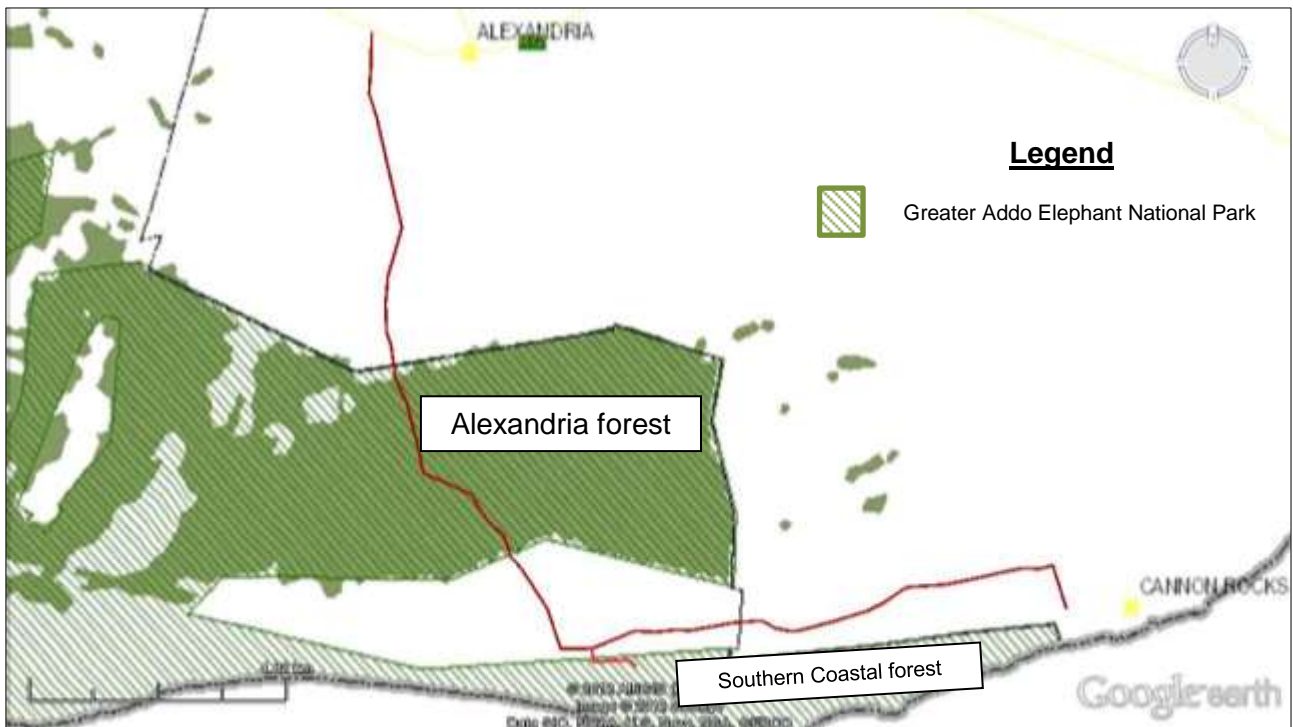 ALEXANDRIA
Legend
Greater Addo Elephant National Park
Alexandria forest
CANNON ROCKS
Southern Coastal forest
Google earth